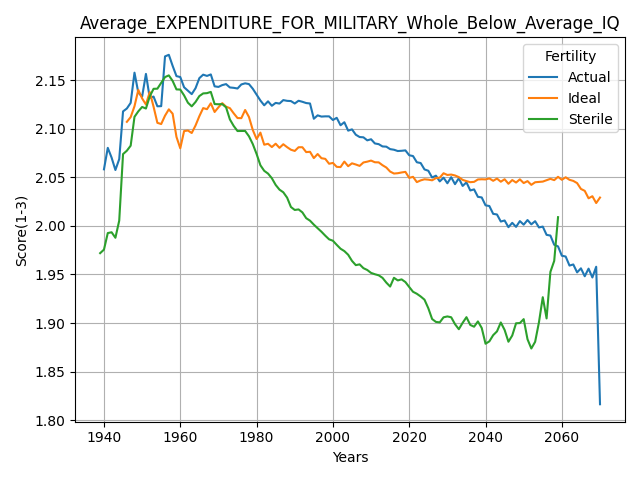 Average_EXPENDITURE_FOR_MILITARY_Whole_Below_Average_IQ
Fertility
Actual
Ideal
Sterile
2.15
2.10
2.05
2.00
1.95
1.90
1.85
1.80
Score(1-3)
1940 1960 1980 2000 2020 2040 2060
Years